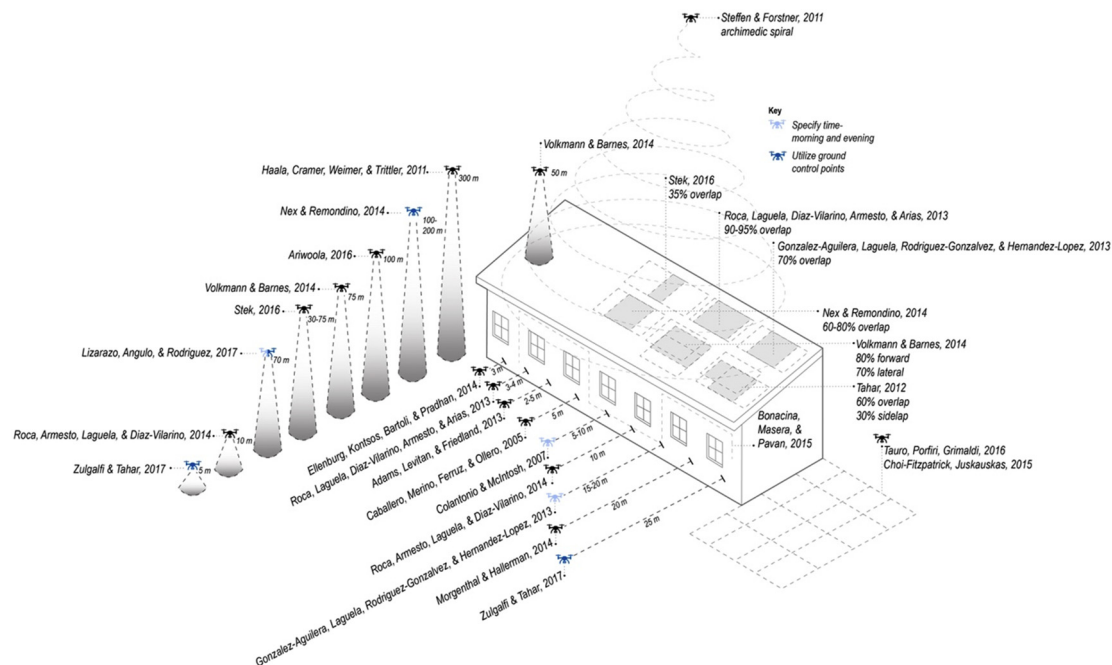 Steffen & Forstner, 2011
archimedic spiral
Key
Specify time-
morning and evening
Utilize ground
control points
Volkmann & Barnes, 2014
50 m
Haala, Cramer, Weimer, & Trittler, 2011
300 m
Nex & Remondino, 2014
100-
200 m
Ariwoola, 2016
100 m
Volkmann & Barnes, 2014
75 m
Stek, 2016
30-75 m
Lizarazo, Angulo, & Rodriguez, 2017
70 m
Roca, Armesto, Laguela, & Diaz-Vilarino, 2014
10 m
Zulgalfi & Tahar, 2017
5 m
Stek, 2016
35% overlap
Roca, Laguela, Diaz-Vilarino, Armesto, & Arias, 2013
90-95% overlap
Gonzalez-Aguilera, Laguela, Rodriguez-Gonzalvez, & Hernandez-Lopez, 2013
70% overlap
Nex & Remondino, 2014
60-80% overlap
Volkmann & Barnes, 2014
80% forward
70% lateral
Tahar, 2012
60% overlap
30% sidelap
Bonacina,
Masera, &
Pavan, 2015
Tauro, Porfiri, Grimaldi, 2016
Choi-Fitzpatrick, Juskauskas, 2015
Ellenburg, Kontsos, Bartoli, & Pradhan, 2014
3 m
Roca, Laguela, Diaz-Vilarino, Armesto, & Arias, 2013
3-4 m
Adams, Levitan, & Friedland, 2013
2-5 m
Caballero, Merino, Ferruz, & Ollero, 2005
5 m
Colantonio & McIntosh, 2007
5-10 m
Roca, Armesto, Laguela, & Diaz-Vilarino, 2014
10 m
Gonzalez-Aguilera, Laguela, Rodriguez-Gonzalvez, & Hernandez-Lopez, 2013
15-20 m
Morgenthal & Hallerman, 2014
20 m
Zulgalfi & Tahar, 2017
25 m